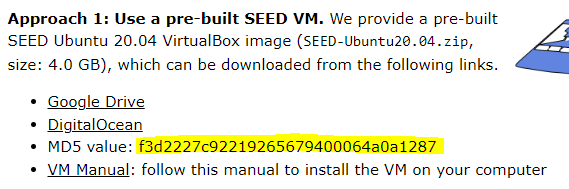 Approach 1: Use a pre-built SEED VM. We provide a pre-built
SEED Ubuntu 20.04 VirtualBox image (SEED-Ubuntu20.04.zip,
size: 4.0 GB), which can be downloaded from the following links.
• Google Drive
• DigitalOcean
• MD5 value: f3d2227c92219265679400064a0a1287
• VM Manual: follow this manual to install the VM on your computer